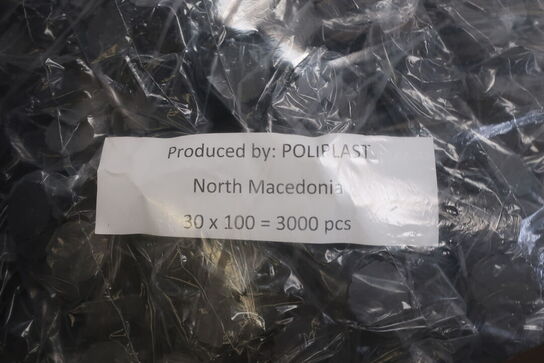 Produced by: POLIPLAST
North Macedonia
30 x 100 = 3000 pcs